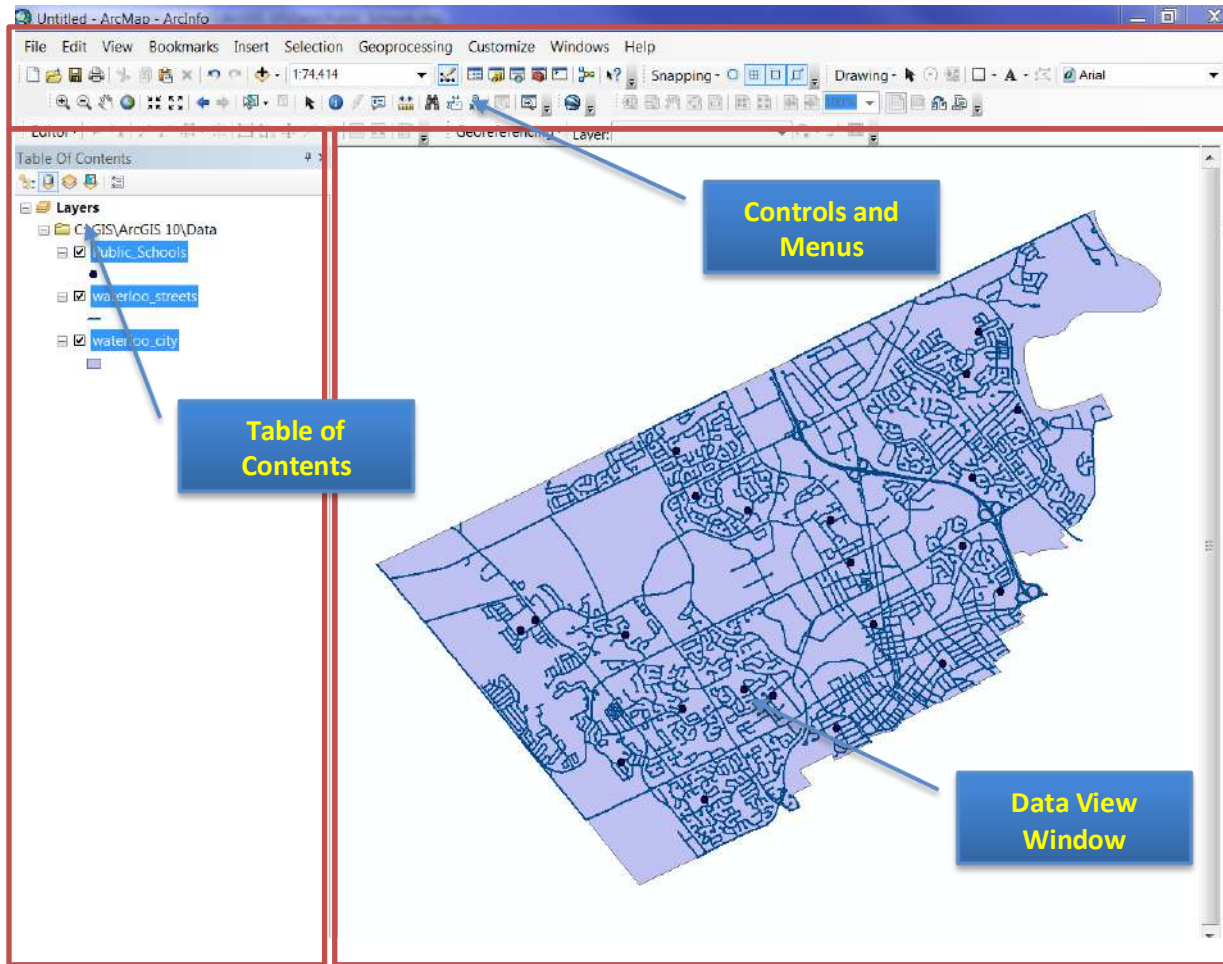 Untitled - ArcMap - ArcInfo
File Edit View Bookmarks Insert Selection Geoprocessing Customize Windows Help
1:74,414 Snapping Drawing A Arial
100%
Editor Georeferencing Layer:
Table Of Contents
Layers
C:\GIS\ArcGIS 10\Data
Public_Schools
waterloo_streets
waterloo_city
Controls and
Menus
Table of
Contents
Data View
Window